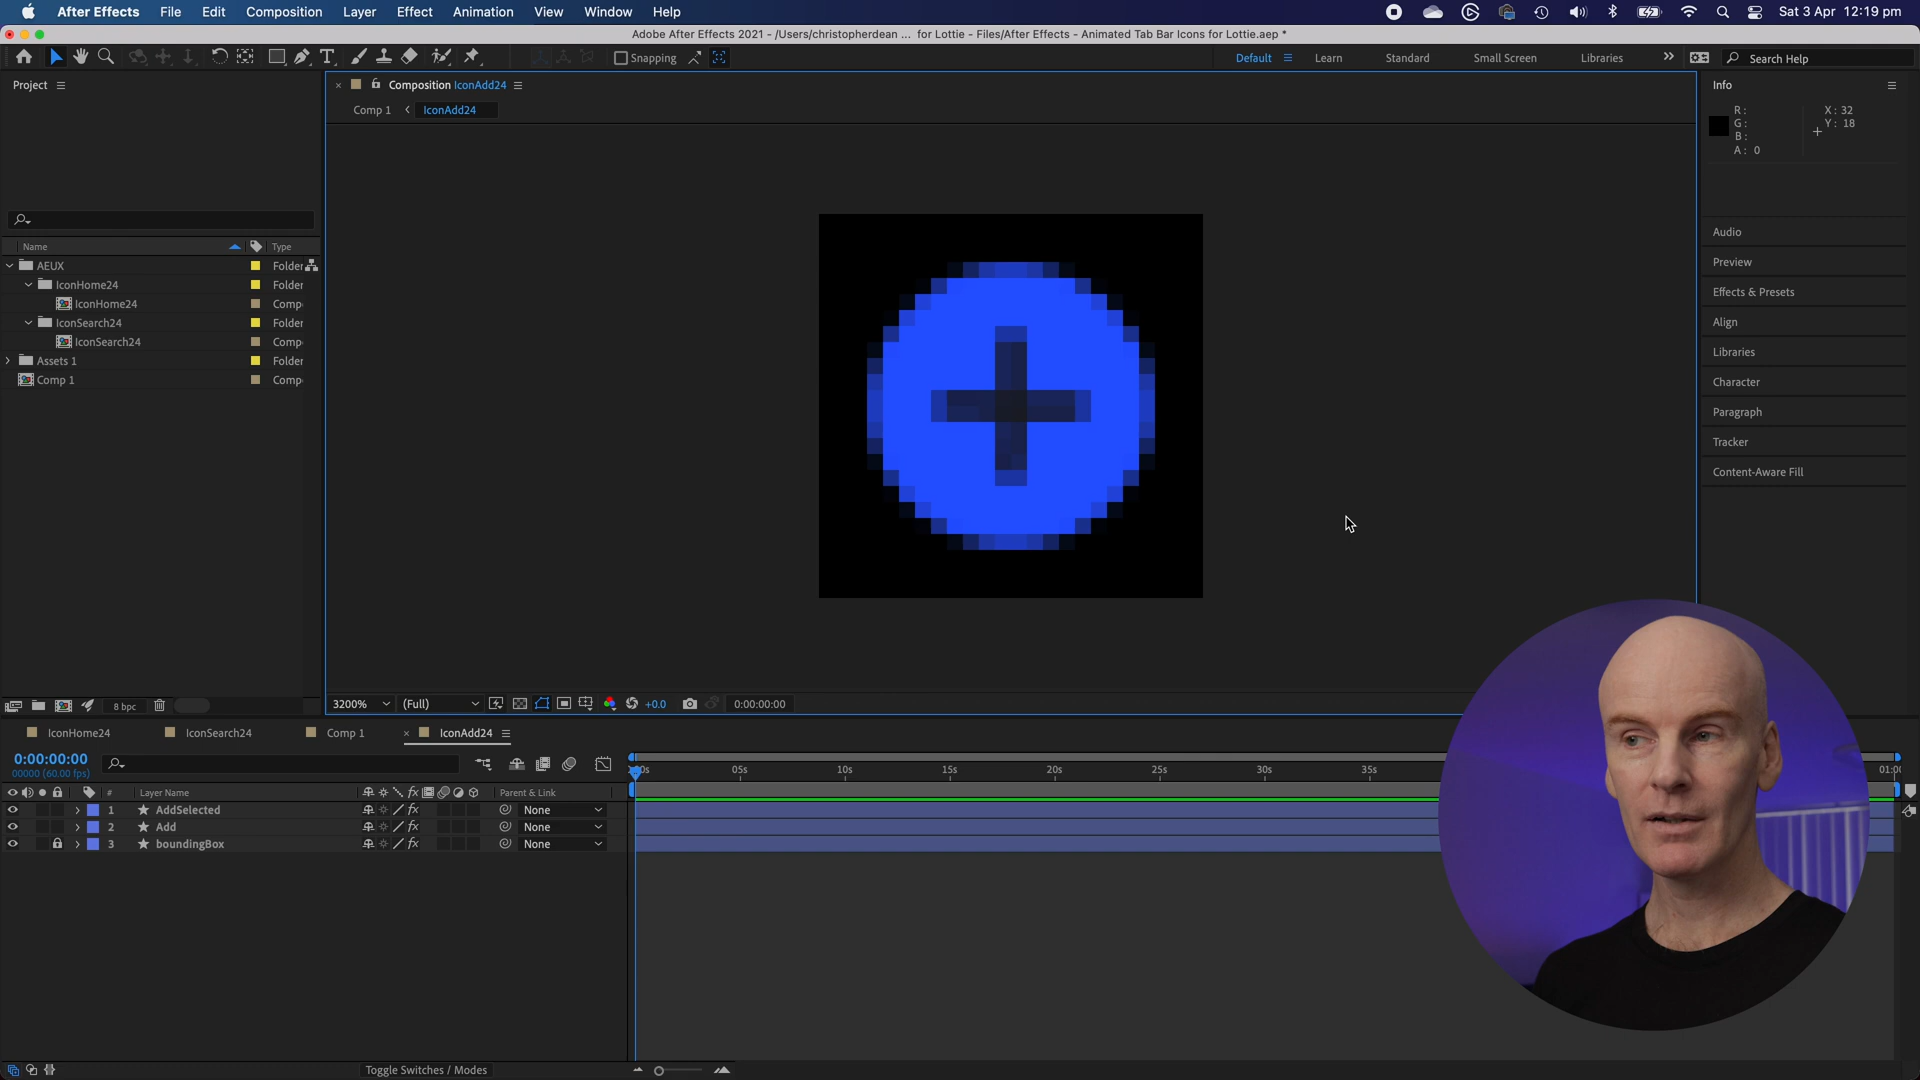 After Effects File Edit Composition Layer Effect Animation View Window Help Sat 3 Apr 12:19 pm
Adobe After Effects 2021 - /Users/christopherdean ... for Lottie - Files/After Effects - Animated Tab Bar Icons for Lottie.aep *
Snapping Default Learn Standard Small Screen Libraries Search Help
Project
Composition IconAdd24
Comp 1 IconAdd24
Name Type
AEUX Folder
IconHome24 Folder
IconHome24 Comp
IconSearch24 Folder
IconSearch24 Comp
Assets 1 Folder
Comp 1 Comp
Info
R: X: 32
G: Y: 18
B:
A: 0
Audio
Preview
Effects & Presets
Align
Libraries
Character
Paragraph
Tracker
Content-Aware Fill
8 bpc
3200% (Full) +0.0 0:00:00:00
IconHome24 IconSearch24 Comp 1 IconAdd24
0:00:00:00
00000 (60.00 fps)
05s 10s 15s 20s 25s 30s 35s
# Layer Name Parent & Link
1 AddSelected None
2 Add None
3 boundingBox None
Toggle Switches / Modes